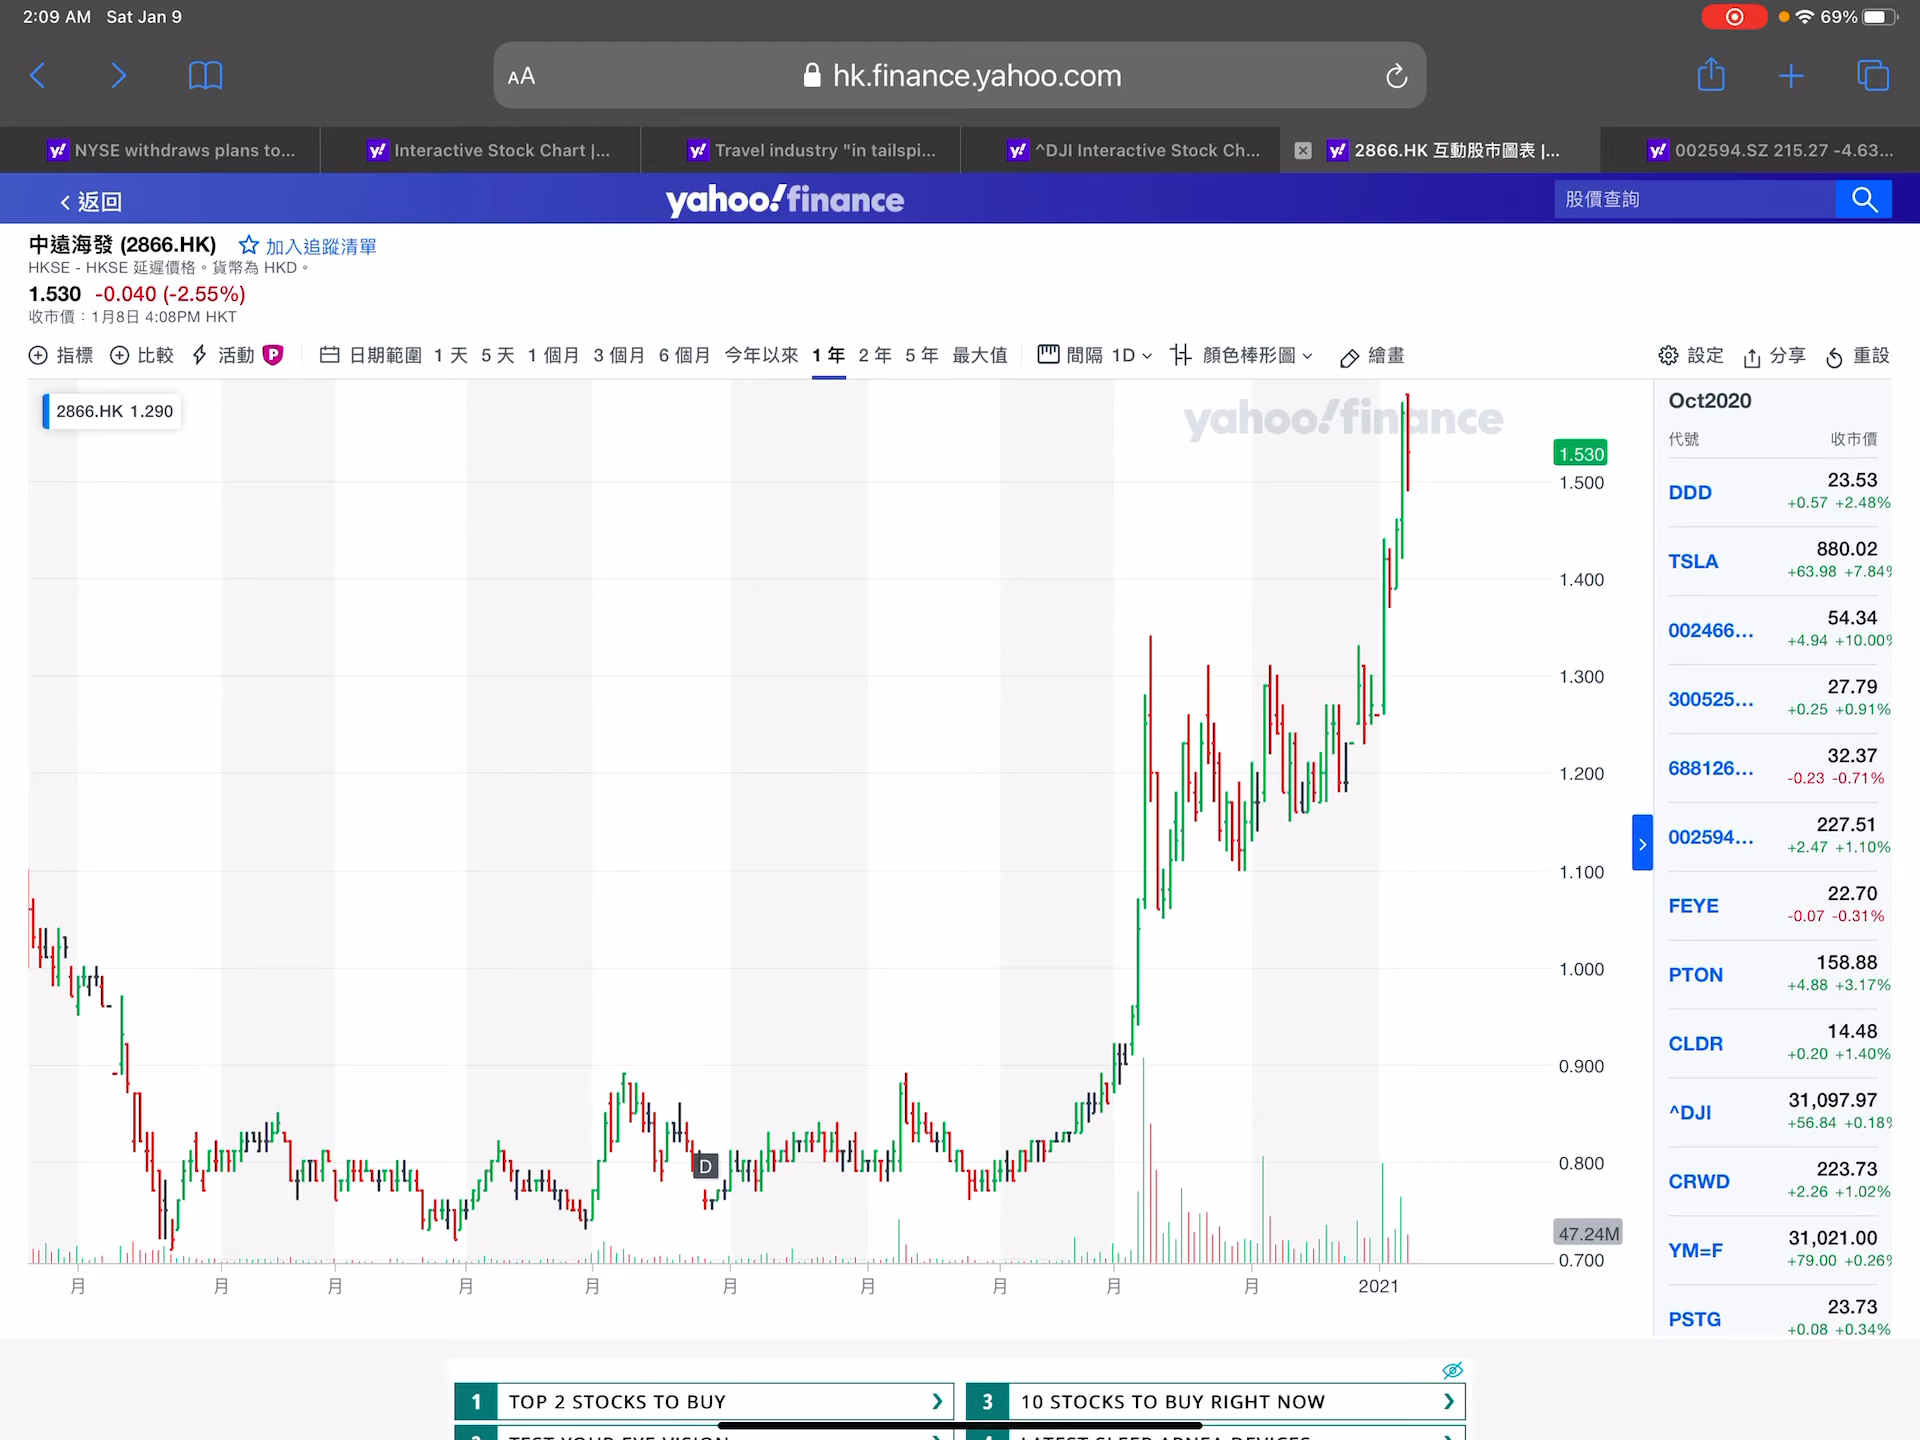 2:09 AM Sat Jan 9
69%
AA
hk.finance.yahoo.com
NYSE withdraws plans to...
Interactive Stock Chart |...
Travel industry "in tailspi...
^DJI Interactive Stock Ch...
2866.HK 互動股市圖表 |...
002594.SZ 215.27 -4.63...
返回
yahoo!finance
股價查詢
中遠海發 (2866.HK) 加入追蹤清單
HKSE - HKSE 延遲價格。貨幣為 HKD。
1.530 -0.040 (-2.55%)
收市價：1月8日 4:08PM HKT
指標 比較 活動 P 日期範圍 1 天 5 天 1 個月 3 個月 6 個月 今年以來 1 年 2 年 5 年 最大值 間隔 1D 顏色棒形圖 繪畫 設定 分享 重設
2866.HK 1.290
yahoo!finance
1.530
1.500
1.400
1.300
1.200
1.100
1.000
0.900
0.800
47.24M
0.700
D
月 月 月 月 月 月 月 月 月 月 2021
Oct2020
代號 收市價
DDD 23.53
+0.57 +2.48%
TSLA 880.02
+63.98 +7.84%
002466... 54.34
+4.94 +10.00%
300525... 27.79
+0.25 +0.91%
688126... 32.37
-0.23 -0.71%
002594... 227.51
+2.47 +1.10%
FEYE 22.70
-0.07 -0.31%
PTON 158.88
+4.88 +3.17%
CLDR 14.48
+0.20 +1.40%
^DJI 31,097.97
+56.84 +0.18%
CRWD 223.73
+2.26 +1.02%
YM=F 31,021.00
+79.00 +0.26%
PSTG 23.73
+0.08 +0.34%
1 TOP 2 STOCKS TO BUY
3 10 STOCKS TO BUY RIGHT NOW